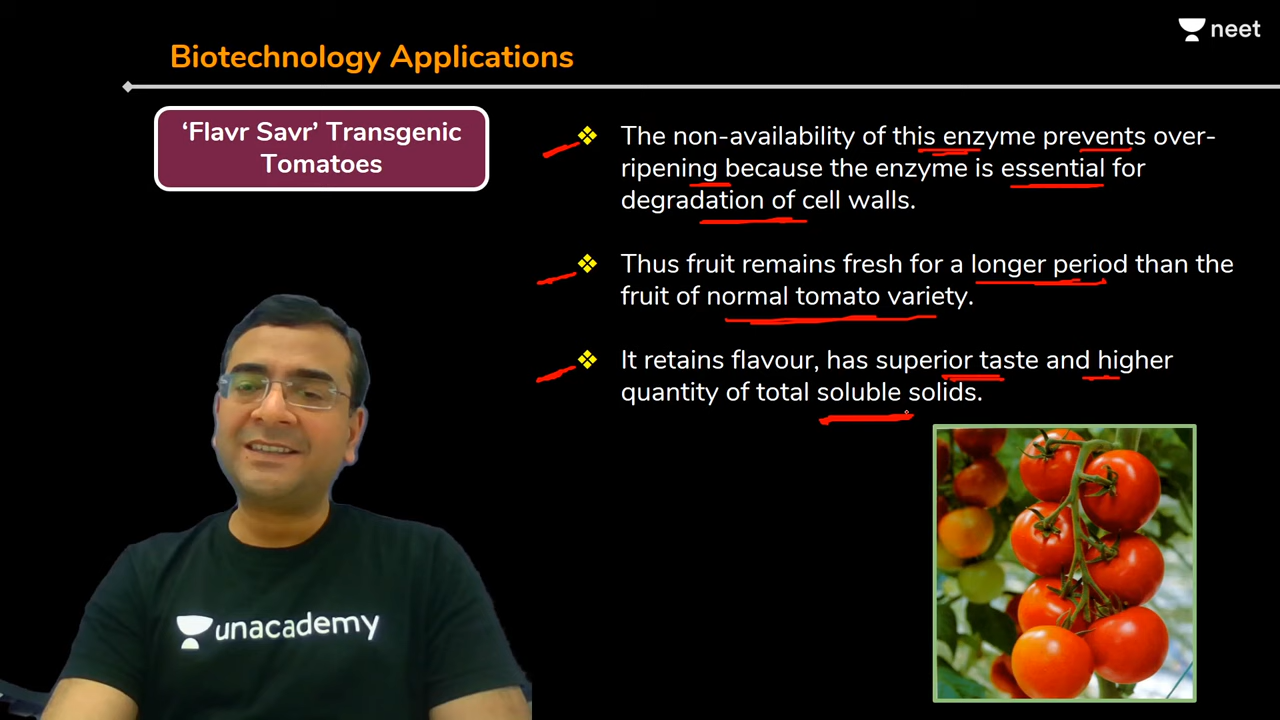 neet
Biotechnology Applications
‘Flavr Savr’ Transgenic
Tomatoes
❖ The non-availability of this enzyme prevents over-
ripening because the enzyme is essential for
degradation of cell walls.
❖ Thus fruit remains fresh for a longer period than the
fruit of normal tomato variety.
❖ It retains flavour, has superior taste and higher
quantity of total soluble solids.
unacademy